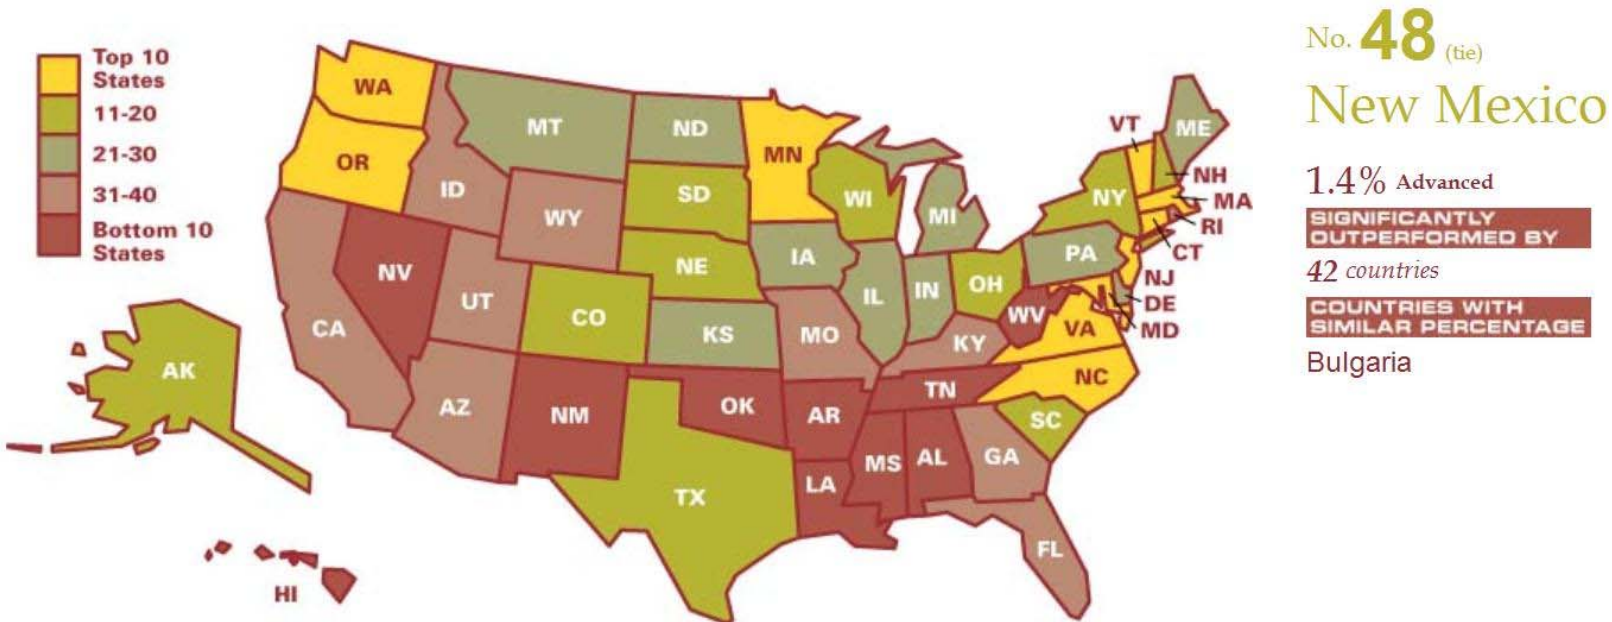 Top 10
States
11-20
21-30
31-40
Bottom 10
States
WA
OR
ID
MT
ND
MN
SD
WY
NE
WI
MI
IA
IL
IN
OH
PA
NY
VT
ME
NH
MA
RI
CT
NJ
DE
MD
NV
UT
CO
KS
MO
KY
WV
VA
CA
AZ
NM
OK
AR
TN
NC
SC
TX
LA
MS
AL
GA
FL
AK
HI
No. 48 (tie)
New Mexico
1.4% Advanced
SIGNIFICANTLY
OUTPERFORMED BY
42 countries
COUNTRIES WITH
SIMILAR PERCENTAGE
Bulgaria